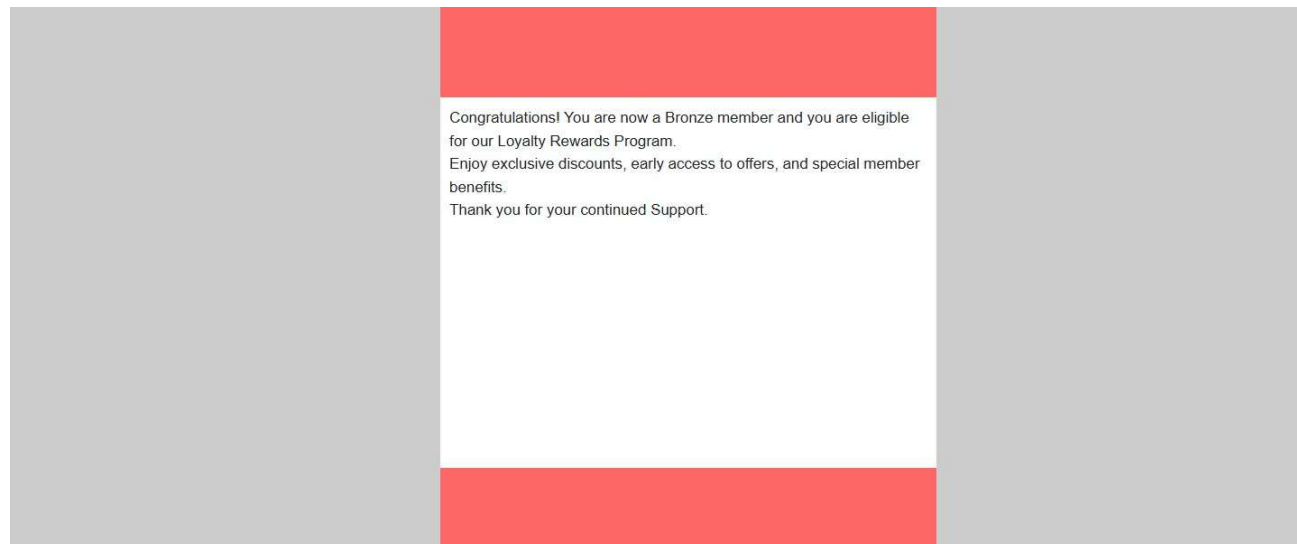 Congratulations! You are now a Bronze member and you are eligible
for our Loyalty Rewards Program.
Enjoy exclusive discounts, early access to offers, and special member
benefits.
Thank you for your continued Support.